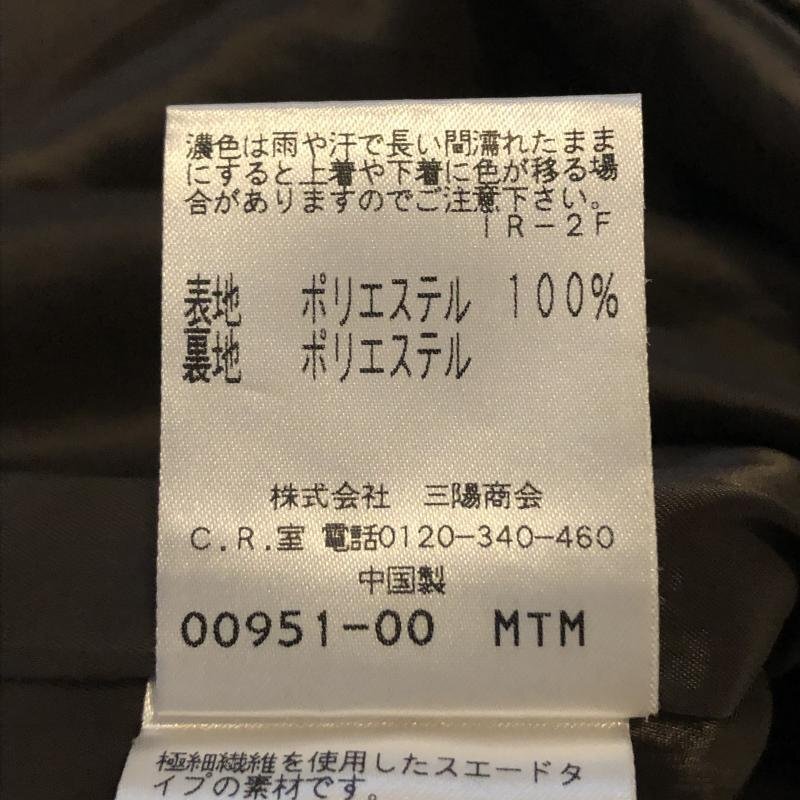 濃色は雨や汗で長い間濡れたまま
にすると上着や下着に色が移る場
合がありますのでご注意下さい。
IR-2F
表地 ポリエステル 100%
裏地 ポリエステル
株式会社 三陽商会
C.R.室 電話0120-340-460
中国製
00951-00 MTM
極細繊維を使用したスエードタ
イプの素材です。